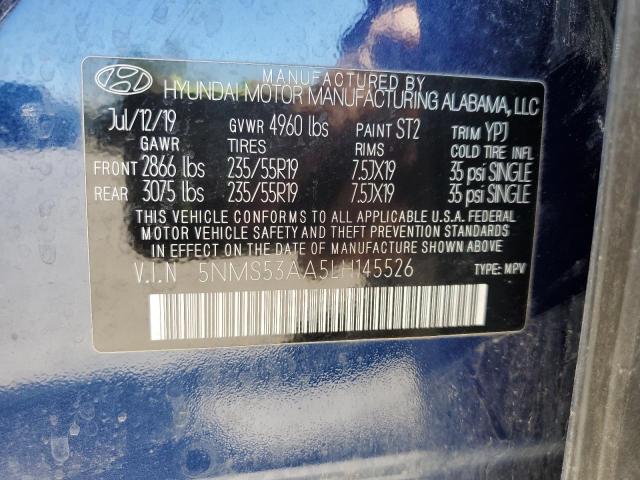 MANUFACTURED BY
HYUNDAI MOTOR MANUFACTURING ALABAMA, LLC
Jul/12/19 GVWR 4960 lbs PAINT ST2 TRIM YPJ
GAWR TIRES RIMS COLD TIRE INFL
FRONT 2866 lbs 235/55R19 7.5JX19 35 psi SINGLE
REAR 3075 lbs 235/55R19 7.5JX19 35 psi SINGLE
THIS VEHICLE CONFORMS TO ALL APPLICABLE U.S.A. FEDERAL
MOTOR VEHICLE SAFETY AND THEFT PREVENTION STANDARDS
IN EFFECT ON THE DATE OF MANUFACTURE SHOWN ABOVE.
V.I.N 5NMS53AA5LH145526 TYPE: MPV